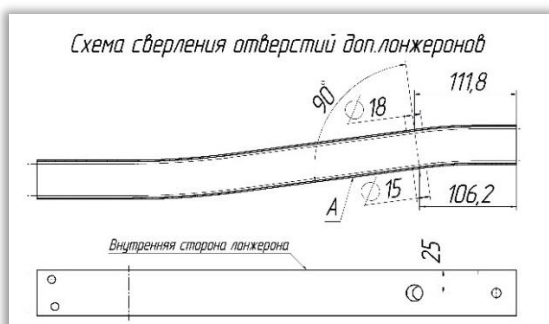 Схема сверления отверстий доп.лонжеронов
111,8
90°
∅ 18
A
∅ 15
106,2
Внутренняя сторона лонжерона
25